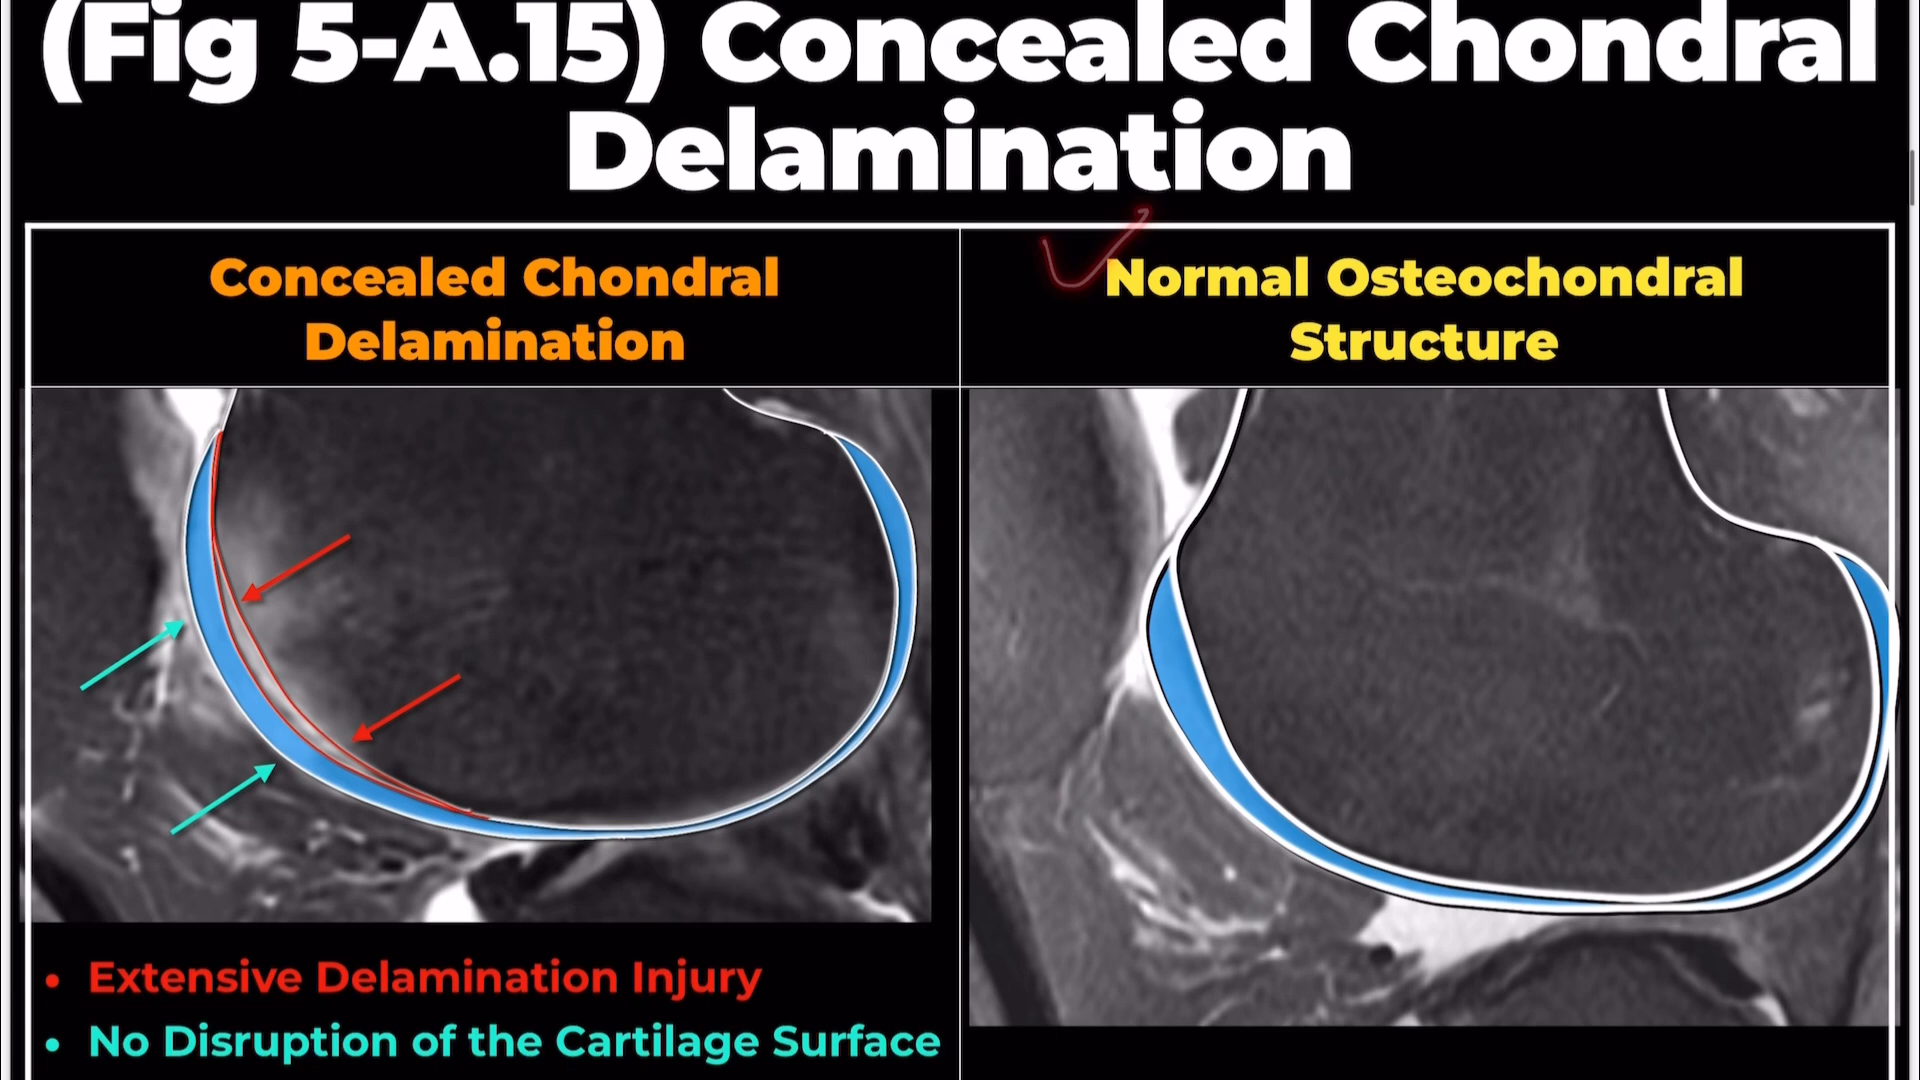 (Fig 5-A.15) Concealed Chondral
Delamination
Concealed Chondral
Delamination
Normal Osteochondral
Structure
• Extensive Delamination Injury
• No Disruption of the Cartilage Surface